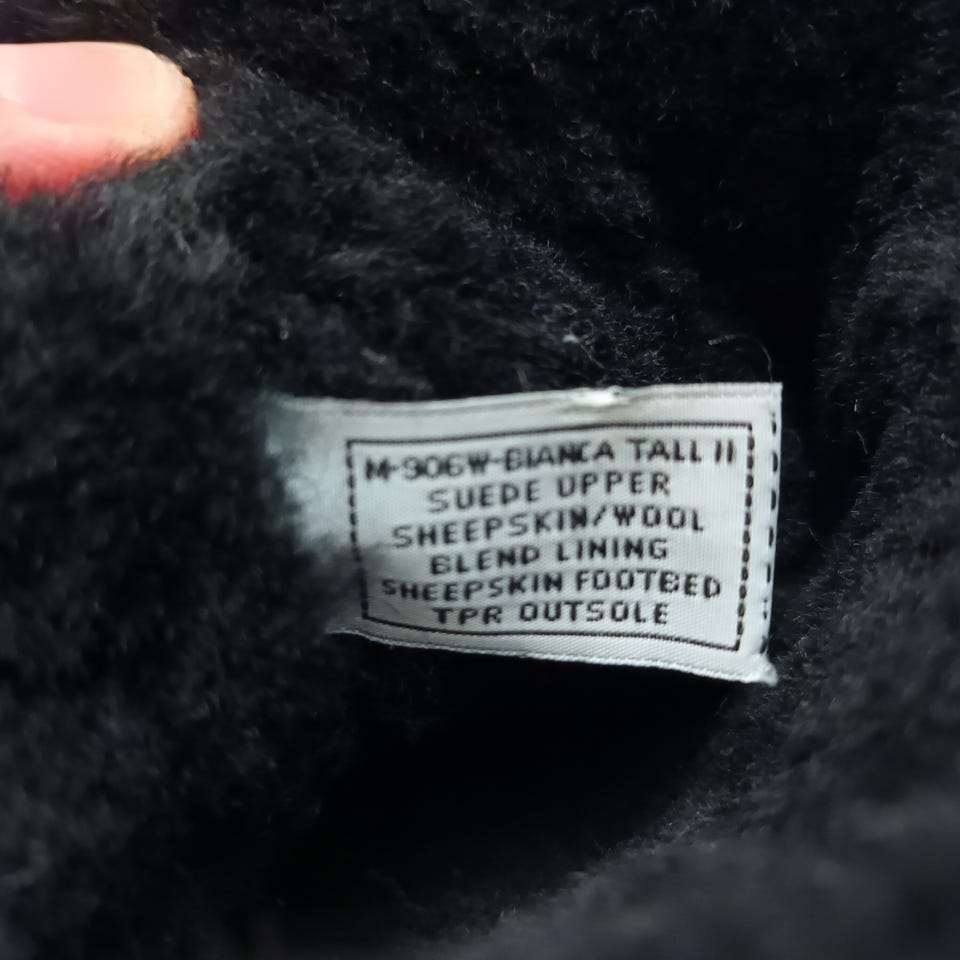 M-906W-BIANCA TALL II
SUEDE UPPER
SHEEPSKIN/WOOL
BLEND LINING
SHEEPSKIN FOOTBED
TPR OUTSOLE